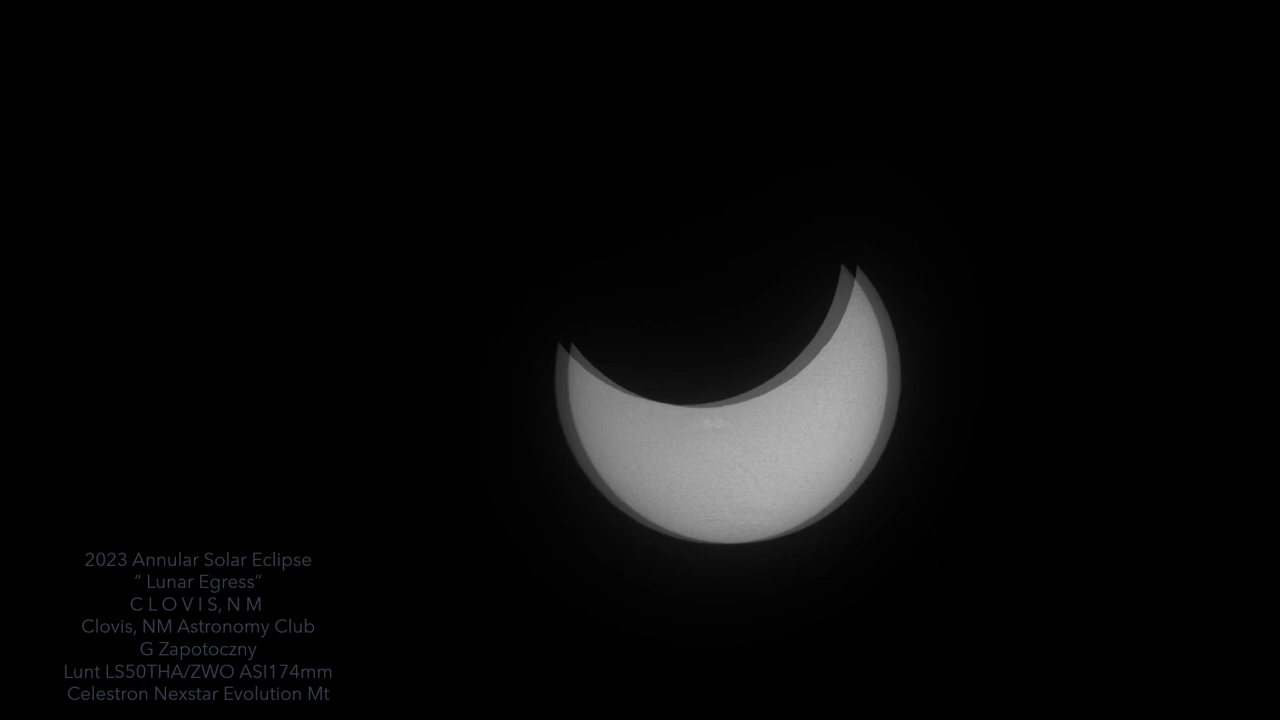 2023 Annular Solar Eclipse
“ Lunar Egress”
C L O V I S, N M
Clovis, NM Astronomy Club
G Zapotoczny
Lunt LS50THA/ZWO ASI174mm
Celestron Nexstar Evolution Mt